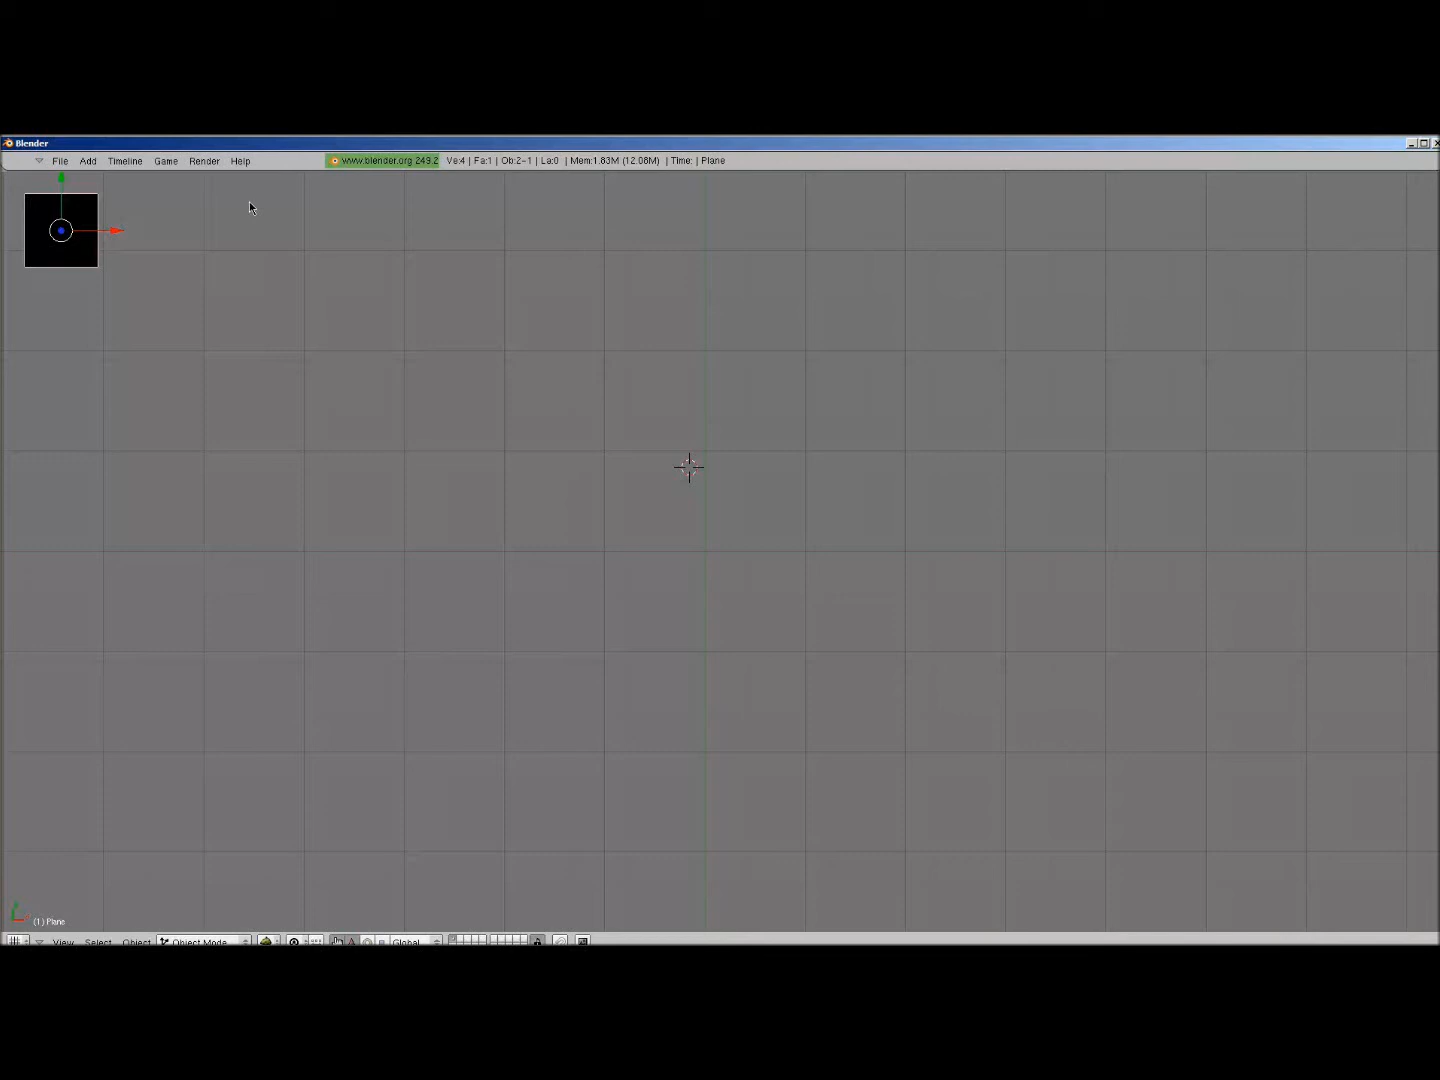 Blender
File Add Timeline Game Render Help www.blender.org 249.2 Ve:4 | Fa:1 | Ob:2-1 | La:0 | Mem:1.83M (12.08M) | Time: | Plane
(1) Plane
View Select Object Object Mode Global